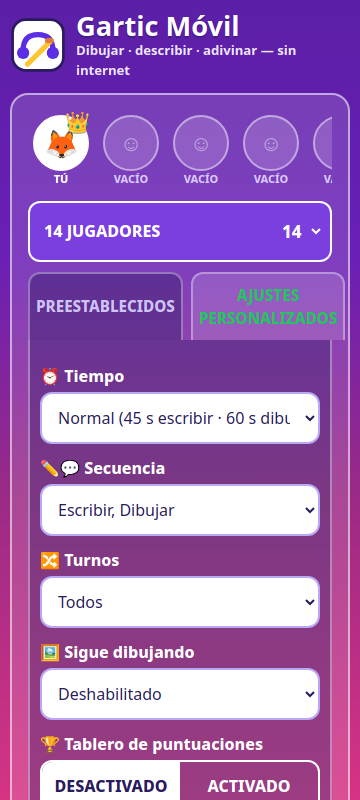 Gartic Móvil
Dibujar · describir · adivinar — sin
internet
TÚ
VACÍO
VACÍO
VACÍO
14 JUGADORES
14
PREESTABLECIDOS
AJUSTES
PERSONALIZADOS
⏰ Tiempo
Normal (45 s escribir · 60 s
✏️💬 Secuencia
Escribir, Dibujar
🔀 Turnos
Todos
🖼️ Sigue dibujando
Deshabilitado
🏆 Tablero de puntuaciones
DESACTIVADO
ACTIVADO